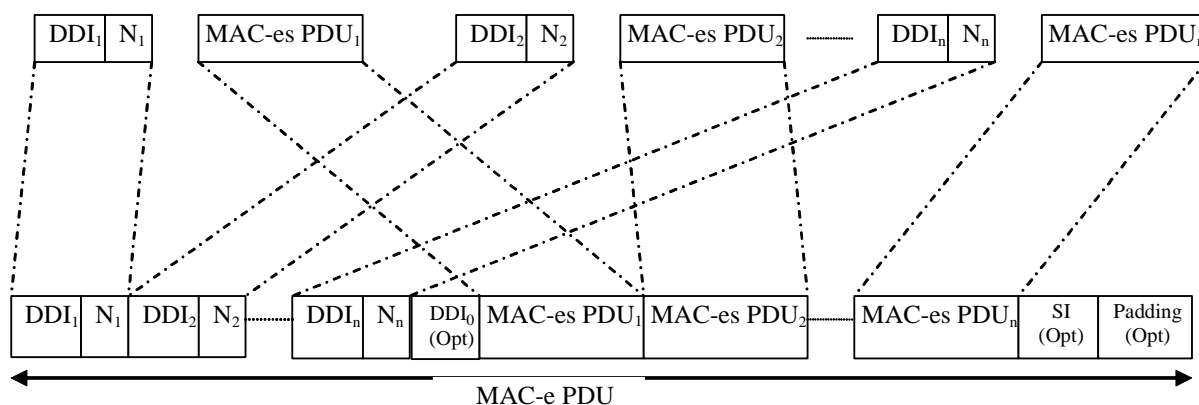 DDI₁ N₁ MAC-es PDU₁ DDI₂ N₂ MAC-es PDU₂ DDIₙ Nₙ MAC-es PDUₙ
DDI₁ N₁ DDI₂ N₂ DDIₙ Nₙ DDI₀ (Opt) MAC-es PDU₁ MAC-es PDU₂ MAC-es PDUₙ SI (Opt) Padding (Opt)
MAC-e PDU